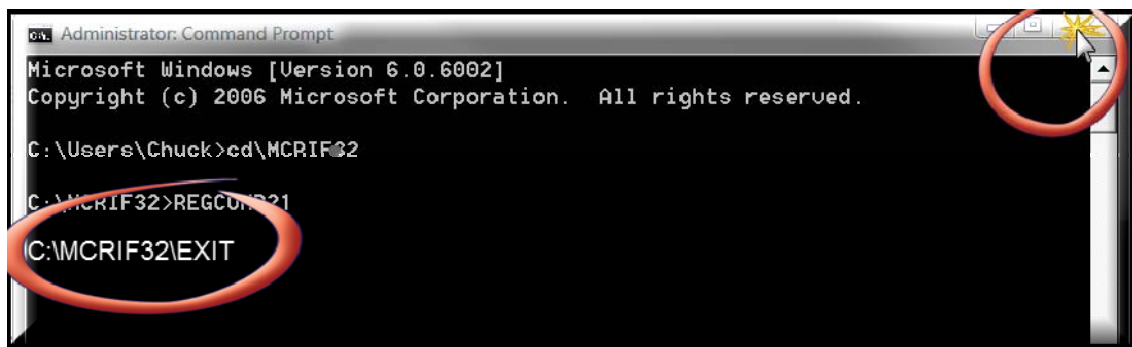 Administrator: Command Prompt
Microsoft Windows [Version 6.0.6002]
Copyright (c) 2006 Microsoft Corporation. All rights reserved.
C:\Users\Chuck>cd\MCRIF32
C:\MCRIF32>
C:\MCRIF32\EXIT